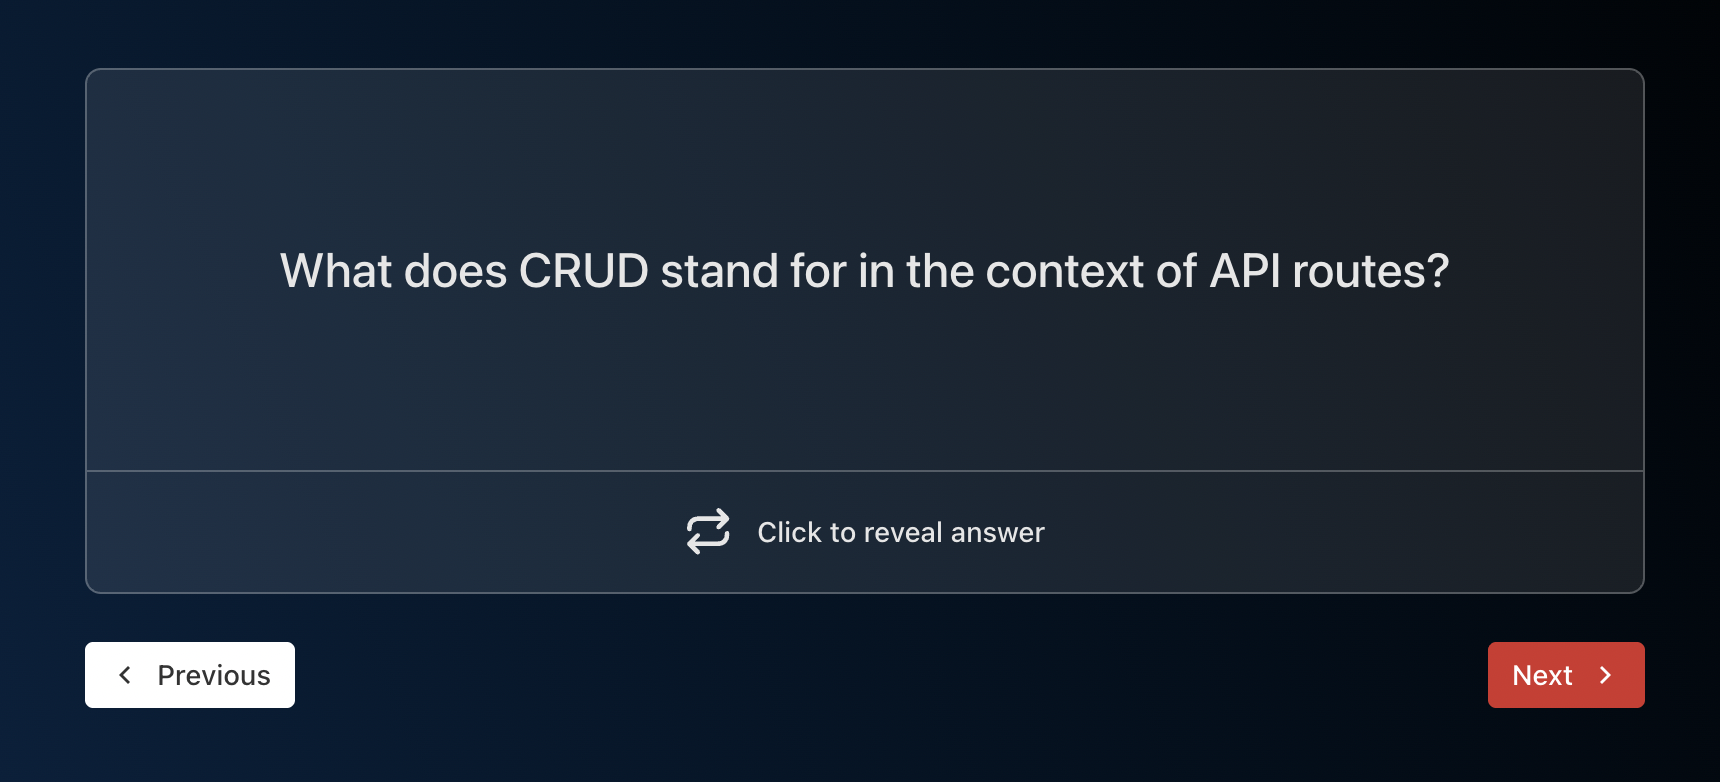 What does CRUD stand for in the context of API routes?
Click to reveal answer
Previous
Next